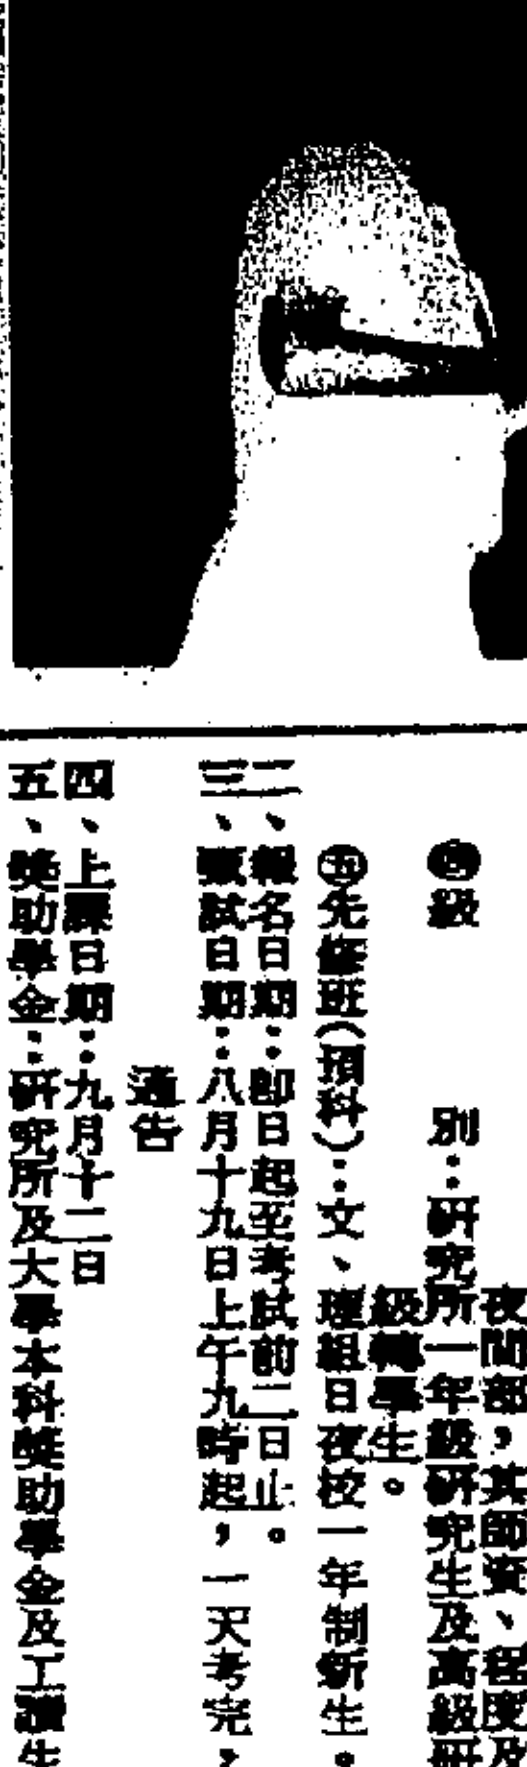 夜間部，其師資、程度及
㊃級　別：研究所一年級研究生及高級研
級轉學生。
㊄先修班(預科)：文、理組日夜校一年制新生。
二、報名日期：即日起至考試前二日止。
三、甄試日期：八月十九日上午九時起，一天考完，
通告
四、上課日期：九月十二日
五、獎助學金：研究所及大學本科獎助學金及工讀生